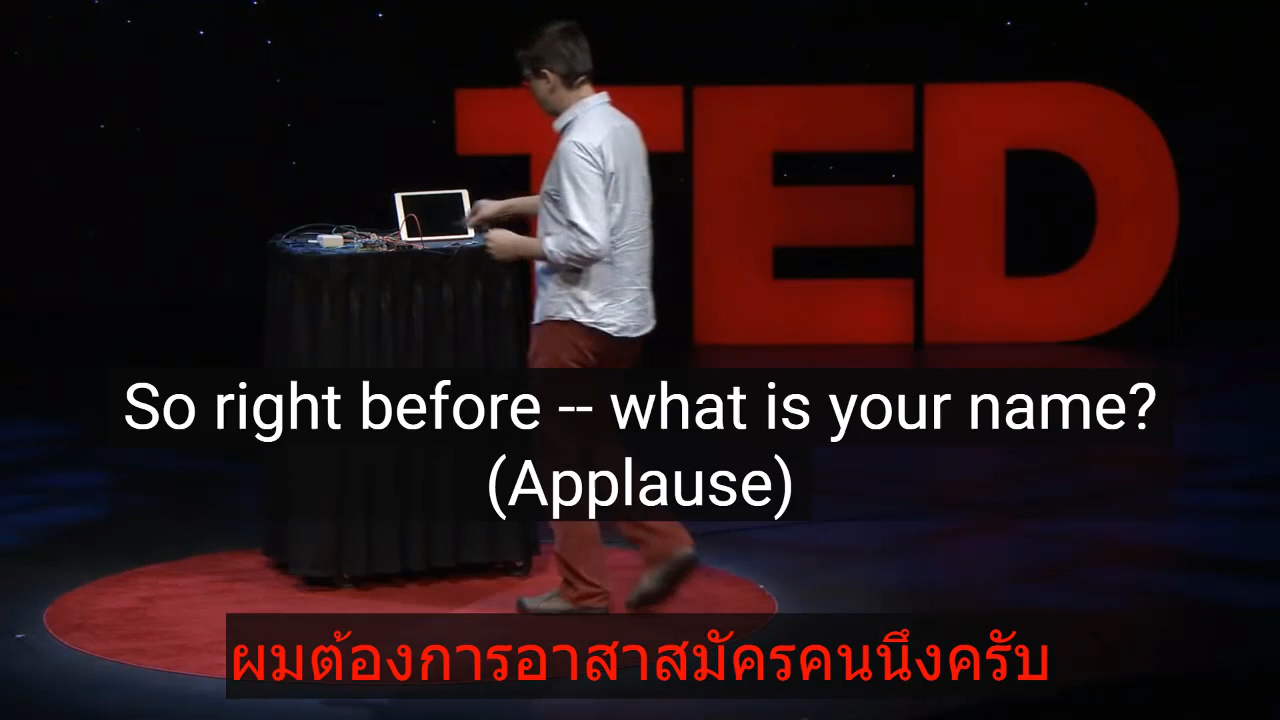 TED
So right before -- what is your name?
(Applause)
ผมต้องการอาสาสมัครคนนึงครับ